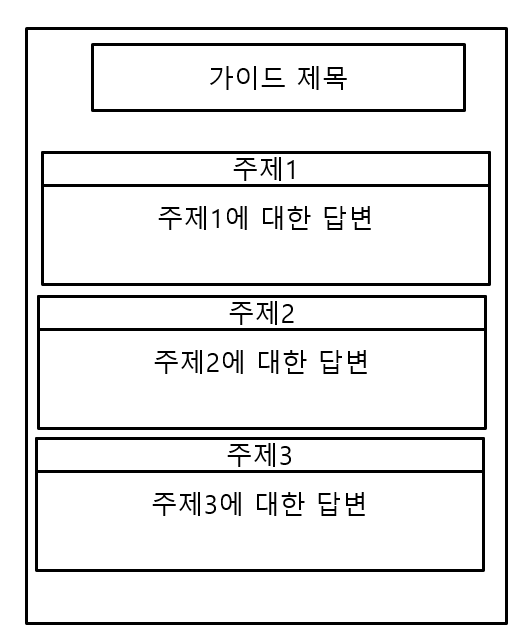 가이드 제목
주제1
주제1에 대한 답변
주제2
주제2에 대한 답변
주제3
주제3에 대한 답변